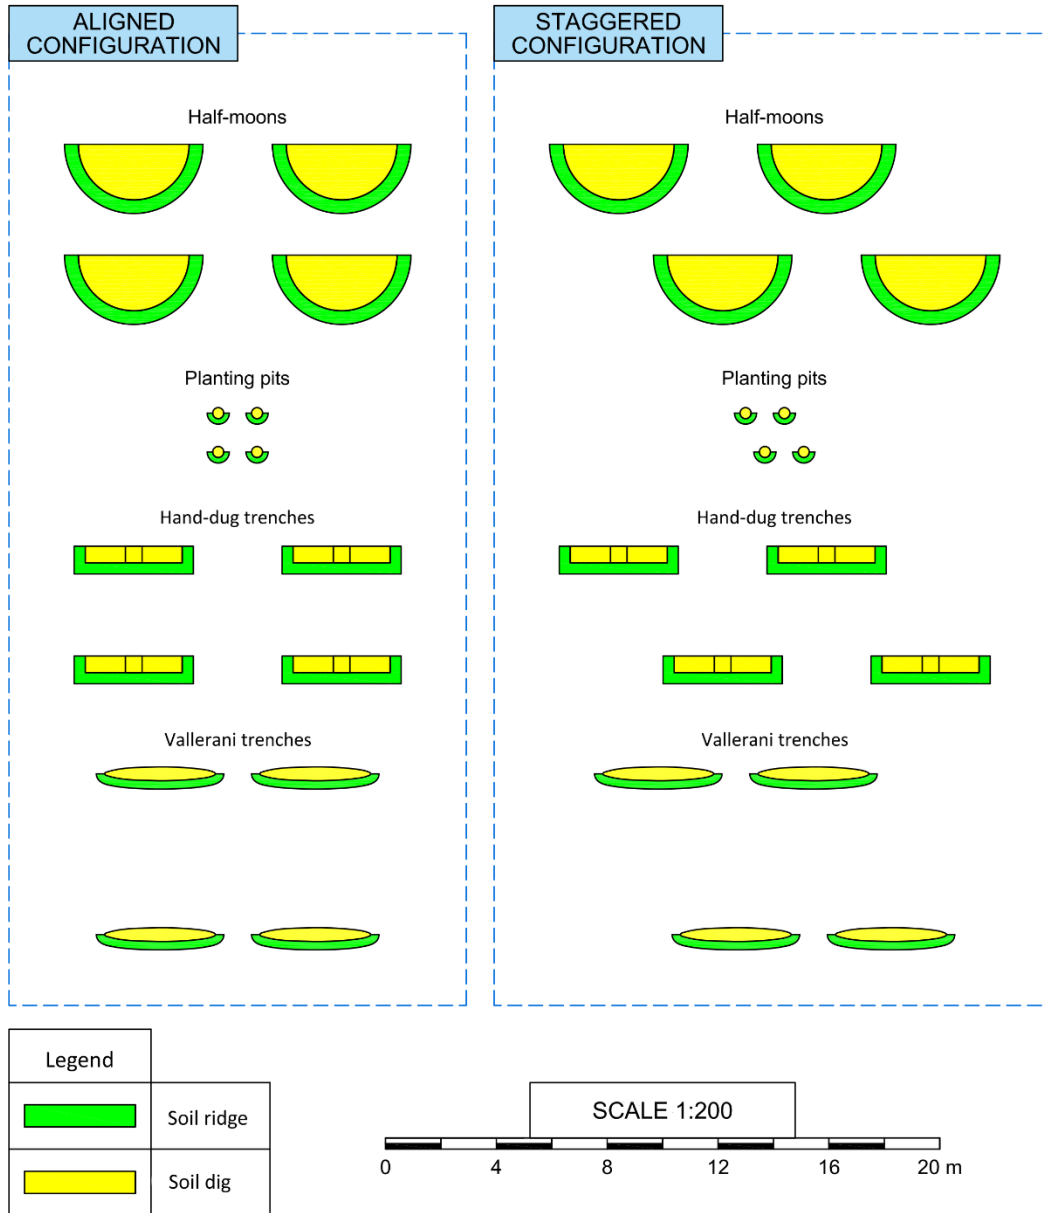 ALIGNED
CONFIGURATION
Half-moons
Planting pits
Hand-dug trenches
Vallerani trenches
STAGGERED
CONFIGURATION
Half-moons
Planting pits
Hand-dug trenches
Vallerani trenches
Legend
Soil ridge
Soil dig
SCALE 1:200
0 4 8 12 16 20 m